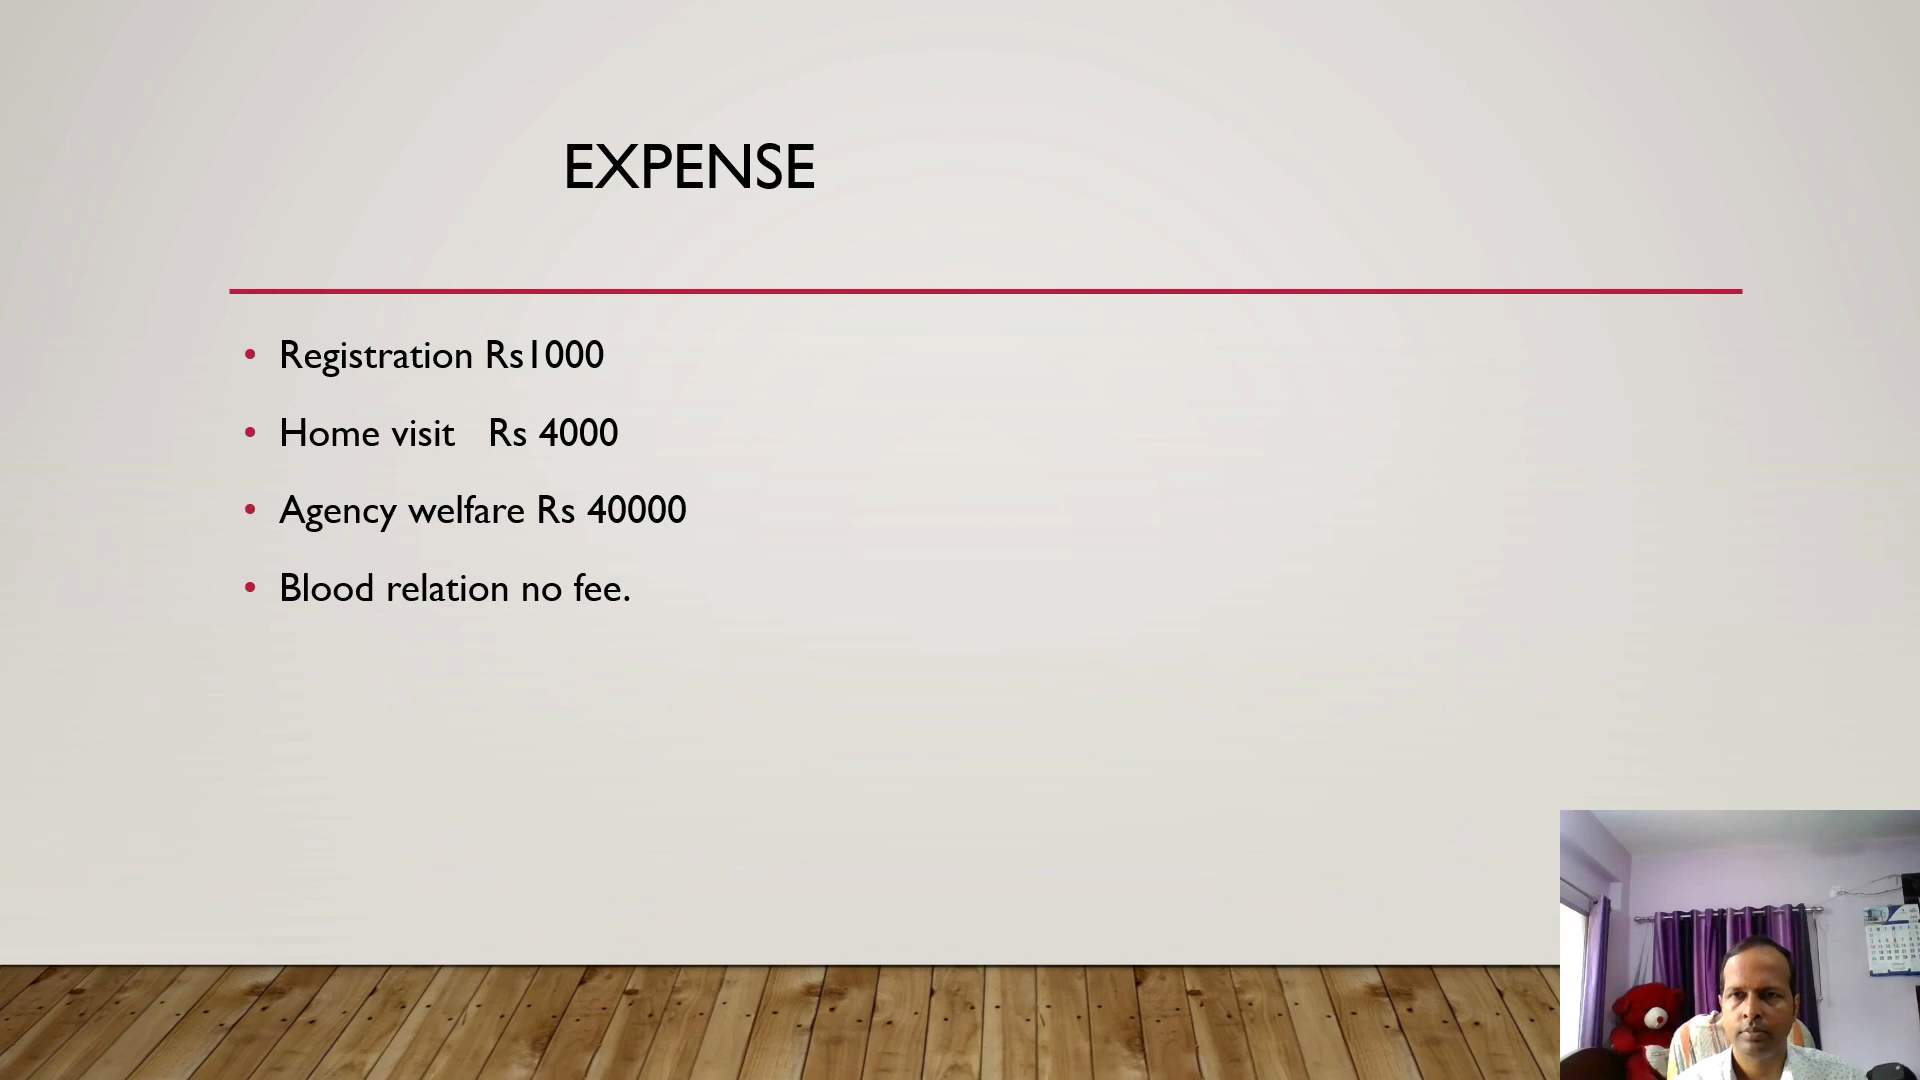 EXPENSE
• Registration Rs1000
• Home visit   Rs 4000
• Agency welfare Rs 40000
• Blood relation no fee.